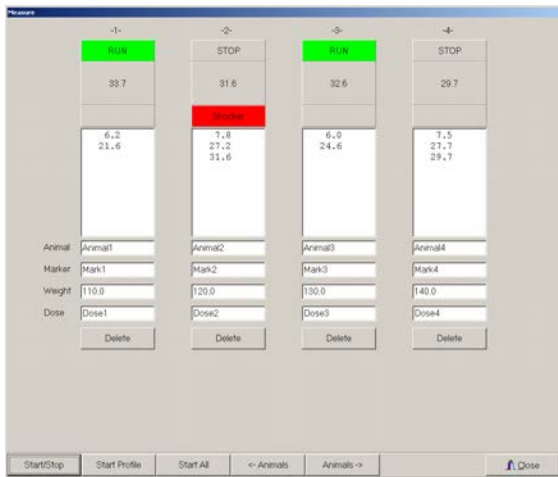 Measure
-1- -2- -3- -4-
RUN STOP RUN STOP
33.7 31.6 32.6 29.7
Shocker
6.2 7.8 6.0 7.5
21.6 27.2 24.6 27.7
31.6 29.7
Animal Animal1 Animal2 Animal3 Animal4
Marker Mark1 Mark2 Mark3 Mark4
Weight 110.0 120.0 130.0 140.0
Dose Dose1 Dose2 Dose3 Dose4
Delete Delete Delete Delete
Start/Stop Start Profile Start All <- Animals Animals -> Close